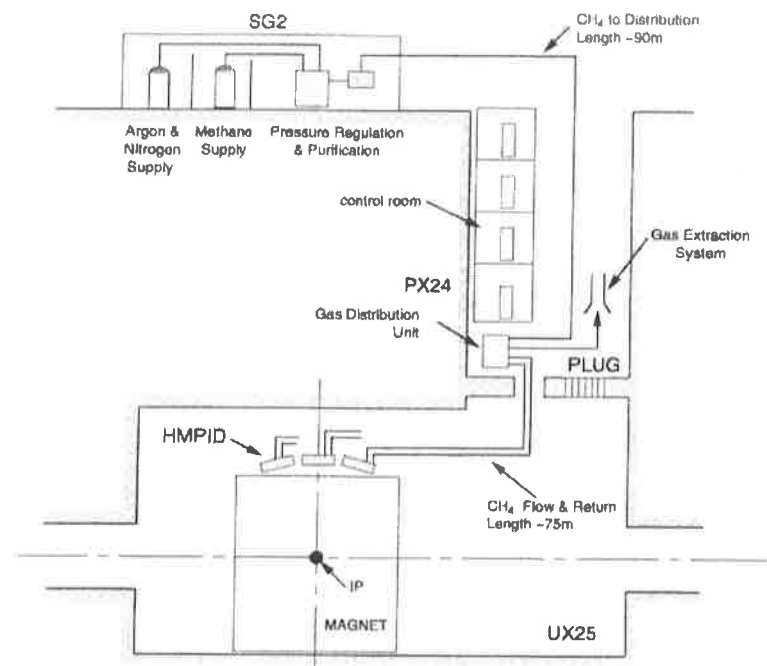 SG2
CH₄ to Distribution
Length ~90m
Argon &
Nitrogen
Supply
Methane
Supply
Pressure Regulation
& Purification
control room
Gas Extraction
System
PX24
Gas Distribution
Unit
PLUG
HMPID
CH₄ Flow & Return
Length ~75m
IP
MAGNET
UX25